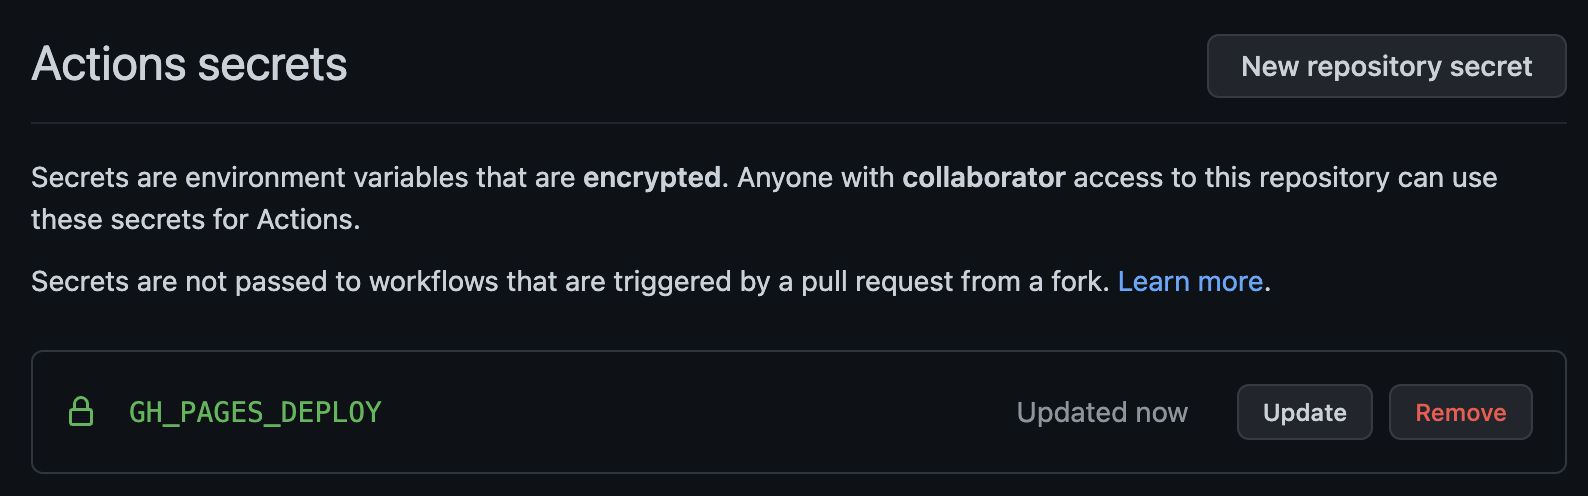 Actions secrets
New repository secret
Secrets are environment variables that are encrypted. Anyone with collaborator access to this repository can use
these secrets for Actions.
Secrets are not passed to workflows that are triggered by a pull request from a fork. Learn more.
GH_PAGES_DEPLOY
Updated now
Update
Remove